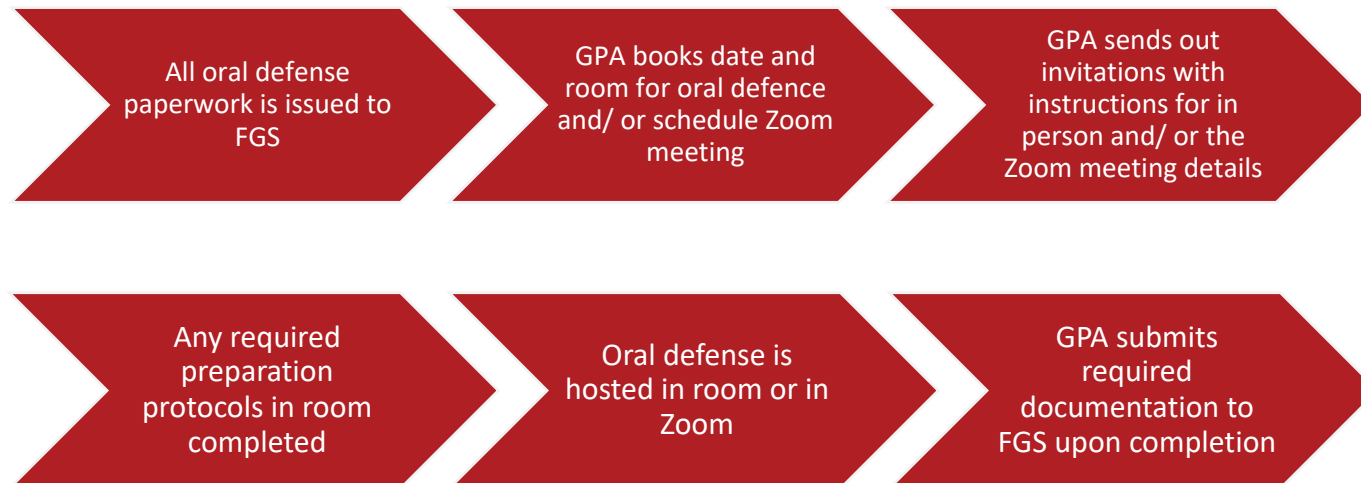 All oral defense
paperwork is issued to
FGS
GPA books date and
room for oral defence
and/ or schedule Zoom
meeting
GPA sends out
invitations with
instructions for in
person and/ or the
Zoom meeting details
Any required
preparation
protocols in room
completed
Oral defense is
hosted in room or in
Zoom
GPA submits
required
documentation to
FGS upon completion